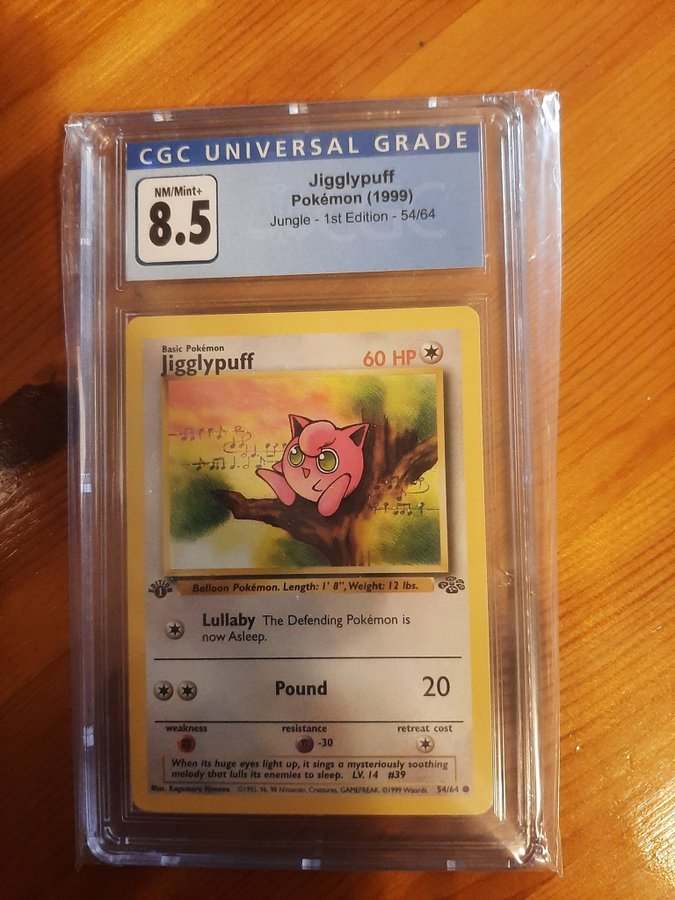 CGC UNIVERSAL GRADE
NM/Mint+
8.5
Jigglypuff
Pokémon (1999)
Jungle - 1st Edition - 54/64
Basic Pokémon
Jigglypuff
60 HP
EDITION
1
Balloon Pokémon. Length: 1' 8", Weight: 12 lbs.
Lullaby The Defending Pokémon is
now Asleep.
Pound 20
weakness resistance retreat cost
-30
When its huge eyes light up, it sings a mysteriously soothing
melody that lulls its enemies to sleep. LV. 14 #39
Illus. Kagemaru Himeno ©1995, 96, 98 Nintendo, Creatures, GAMEFREAK. ©1999 Wizards. 54/64